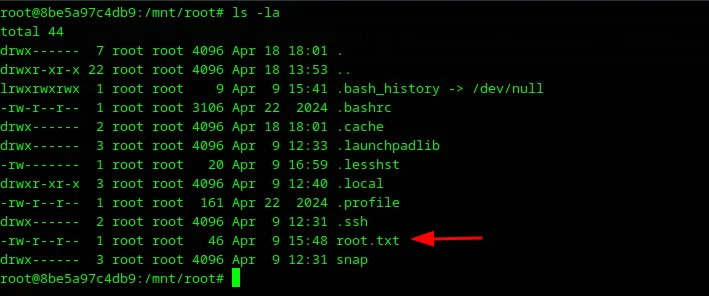 root@8be5a97c4db9:/mnt/root# ls -la
total 44
drwx------  7 root root 4096 Apr 18 18:01 .
drwxr-xr-x 22 root root 4096 Apr 18 13:53 ..
lrwxrwxrwx  1 root root    9 Apr  9 15:41 .bash_history -> /dev/null
-rw-r--r--  1 root root 3106 Apr 22  2024 .bashrc
drwx------  2 root root 4096 Apr 18 18:01 .cache
drwx------  3 root root 4096 Apr  9 12:33 .launchpadlib
-rw-------  1 root root   20 Apr  9 16:59 .lesshst
drwxr-xr-x  3 root root 4096 Apr  9 12:40 .local
-rw-r--r--  1 root root  161 Apr 22  2024 .profile
drwx------  2 root root 4096 Apr  9 12:31 .ssh
-rw-r--r--  1 root root   46 Apr  9 15:48 root.txt
drwx------  3 root root 4096 Apr  9 12:31 snap
root@8be5a97c4db9:/mnt/root#